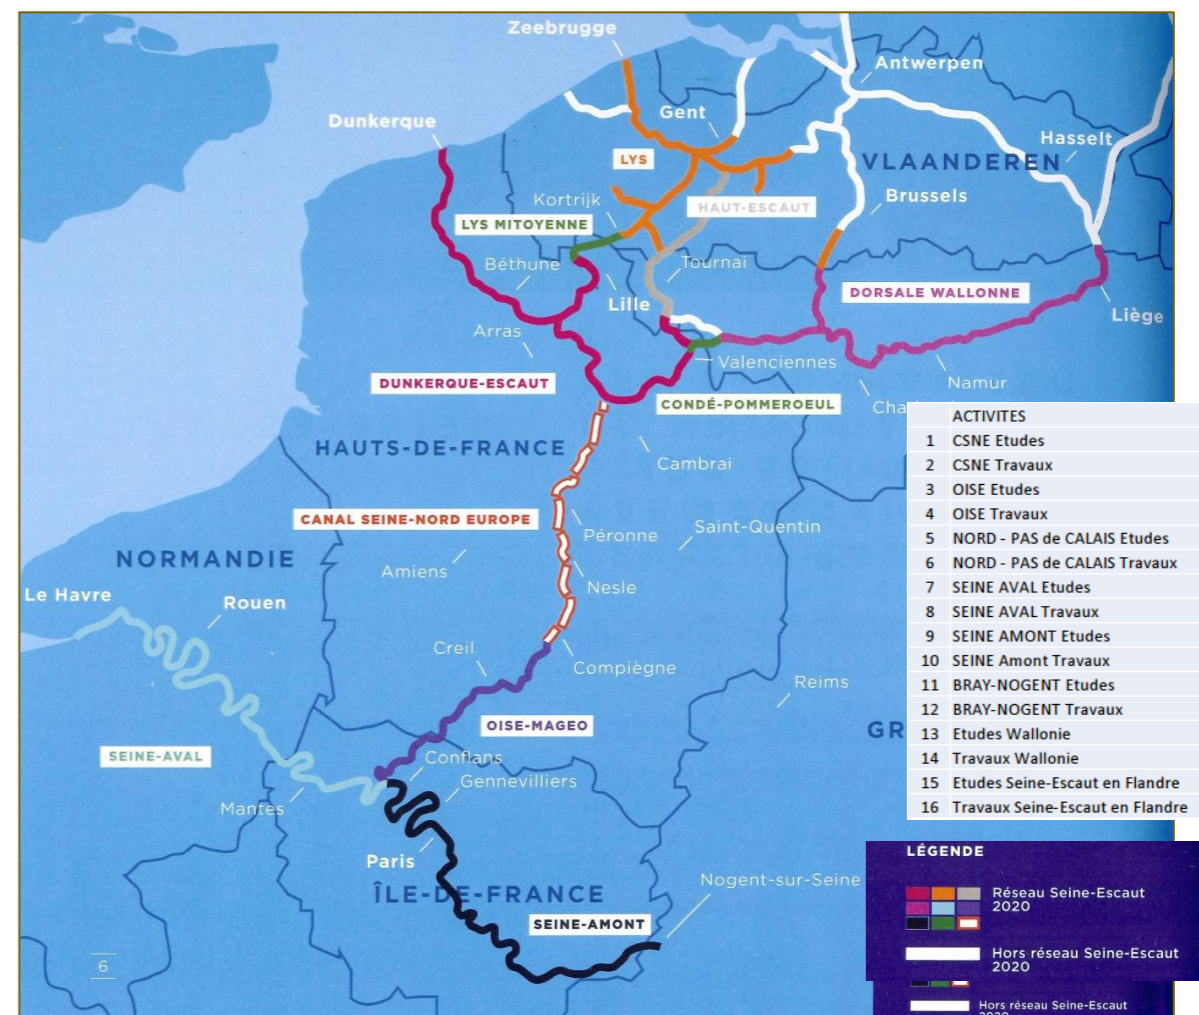 Zeebrugge
Antwerpen
Gent
Dunkerque
Hasselt
LYS
VLAANDEREN
Kortrijk
HAUT-ESCAUT
Brussels
LYS MITOYENNE
Béthune
Tournai
DORSALE WALLONNE
Lille
Liège
Arras
Valenciennes
DUNKERQUE-ESCAUT
Namur
CONDÉ-POMMEROEUL
HAUTS-DE-FRANCE
Cambrai
CANAL SEINE-NORD EUROPE
Péronne
Saint-Quentin
NORMANDIE
Amiens
Nesle
Le Havre
Rouen
Creil
Compiègne
Reims
OISE-MAGEO
GR
SEINE-AVAL
Conflans
Gennevilliers
Mantes
Paris
Nogent-sur-Seine
ÎLE-DE-FRANCE
SEINE-AMONT
6
ACTIVITES
1 CSNE Etudes
2 CSNE Travaux
3 OISE Etudes
4 OISE Travaux
5 NORD - PAS de CALAIS Etudes
6 NORD - PAS de CALAIS Travaux
7 SEINE AVAL Etudes
8 SEINE AVAL Travaux
9 SEINE AMONT Etudes
10 SEINE Amont Travaux
11 BRAY-NOGENT Etudes
12 BRAY-NOGENT Travaux
13 Etudes Wallonie
14 Travaux Wallonie
15 Etudes Seine-Escaut en Flandre
16 Travaux Seine-Escaut en Flandre
LÉGENDE
Réseau Seine-Escaut
2020
Hors réseau Seine-Escaut
2020
Hors réseau Seine-Escaut
2020